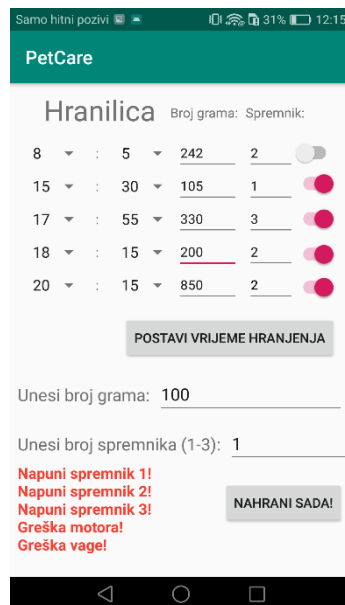 Samo hitni pozivi 31% 12:15
PetCare
Hranilica Broj grama: Spremnik:
8 : 5 242 2
15 : 30 105 1
17 : 55 330 3
18 : 15 200 2
20 : 15 850 2
POSTAVI VRIJEME HRANJENJA
Unesi broj grama: 100
Unesi broj spremnika (1-3): 1
Napuni spremnik 1!
Napuni spremnik 2!
Napuni spremnik 3!
Greška motora!
Greška vage!
NAHRANI SADA!